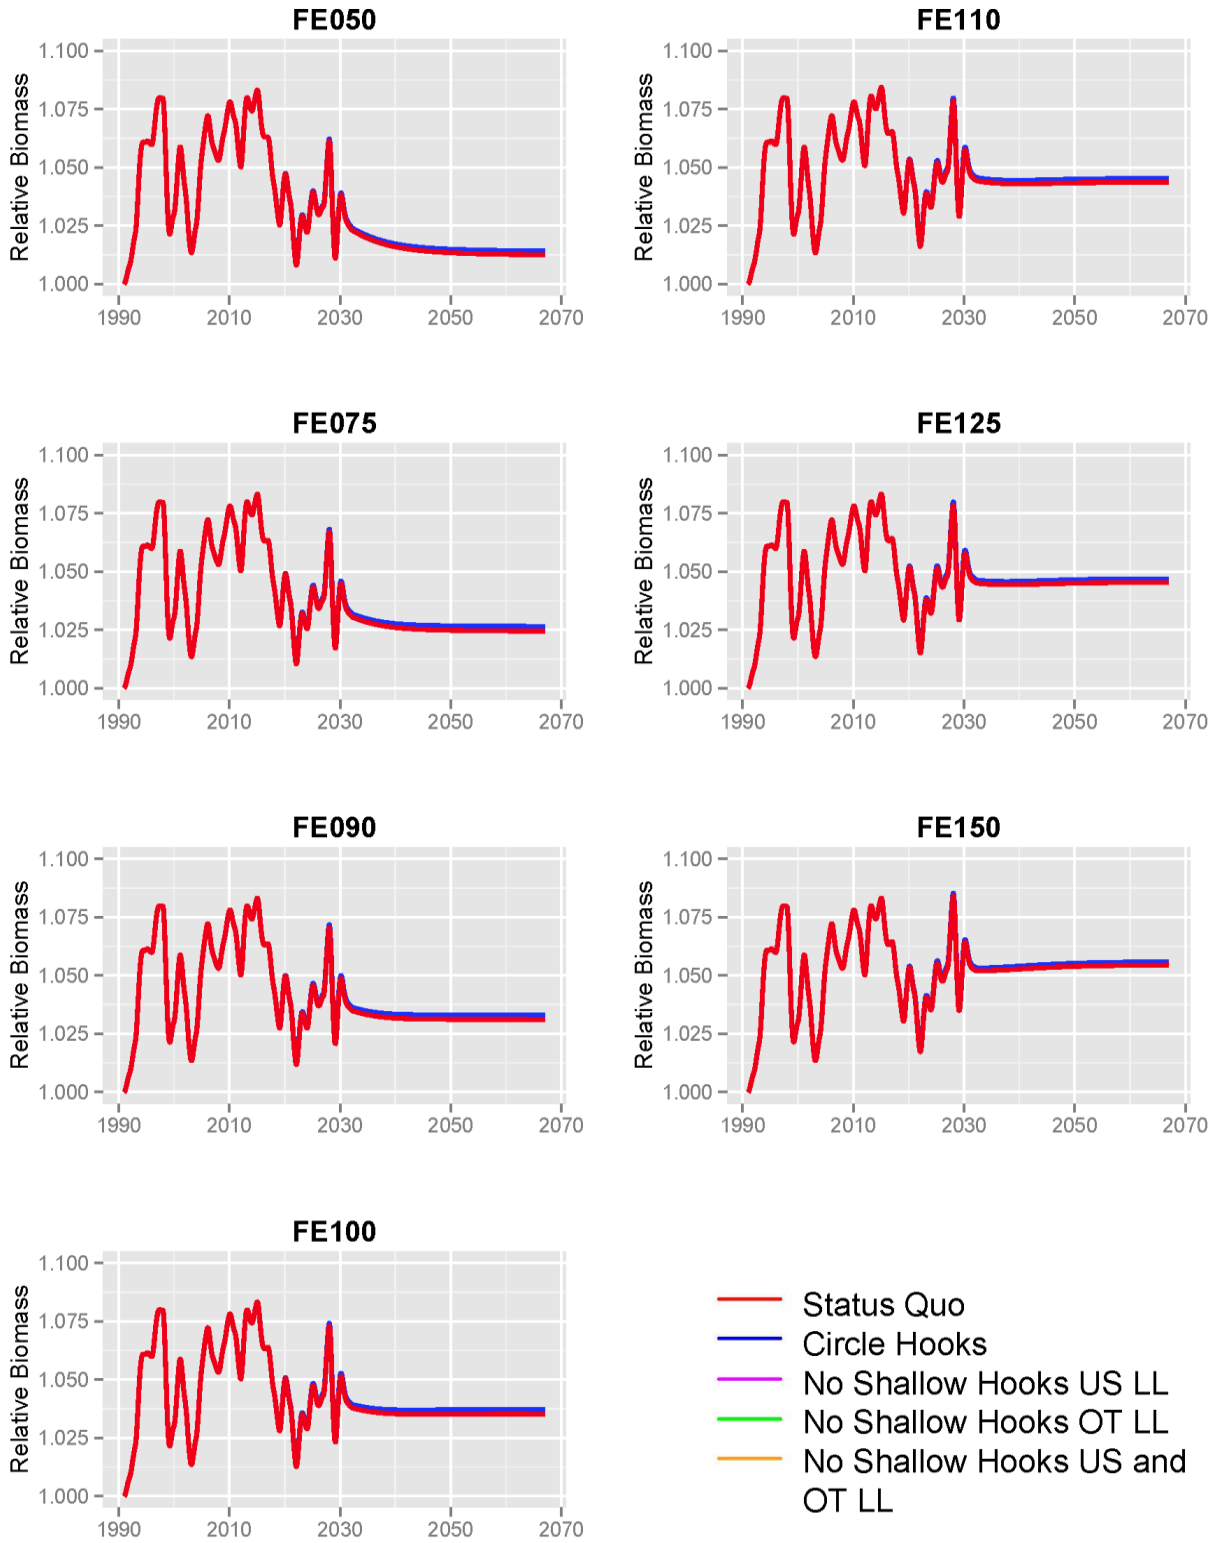 FE050
1.100
1.075
1.050
1.025
1.000
Relative Biomass
1990 2010 2030 2050 2070
FE110
1.100
1.075
1.050
1.025
1.000
Relative Biomass
1990 2010 2030 2050 2070
FE075
1.100
1.075
1.050
1.025
1.000
Relative Biomass
1990 2010 2030 2050 2070
FE125
1.100
1.075
1.050
1.025
1.000
Relative Biomass
1990 2010 2030 2050 2070
FE090
1.100
1.075
1.050
1.025
1.000
Relative Biomass
1990 2010 2030 2050 2070
FE150
1.100
1.075
1.050
1.025
1.000
Relative Biomass
1990 2010 2030 2050 2070
FE100
1.100
1.075
1.050
1.025
1.000
Relative Biomass
1990 2010 2030 2050 2070
Status Quo
Circle Hooks
No Shallow Hooks US LL
No Shallow Hooks OT LL
No Shallow Hooks US and
OT LL